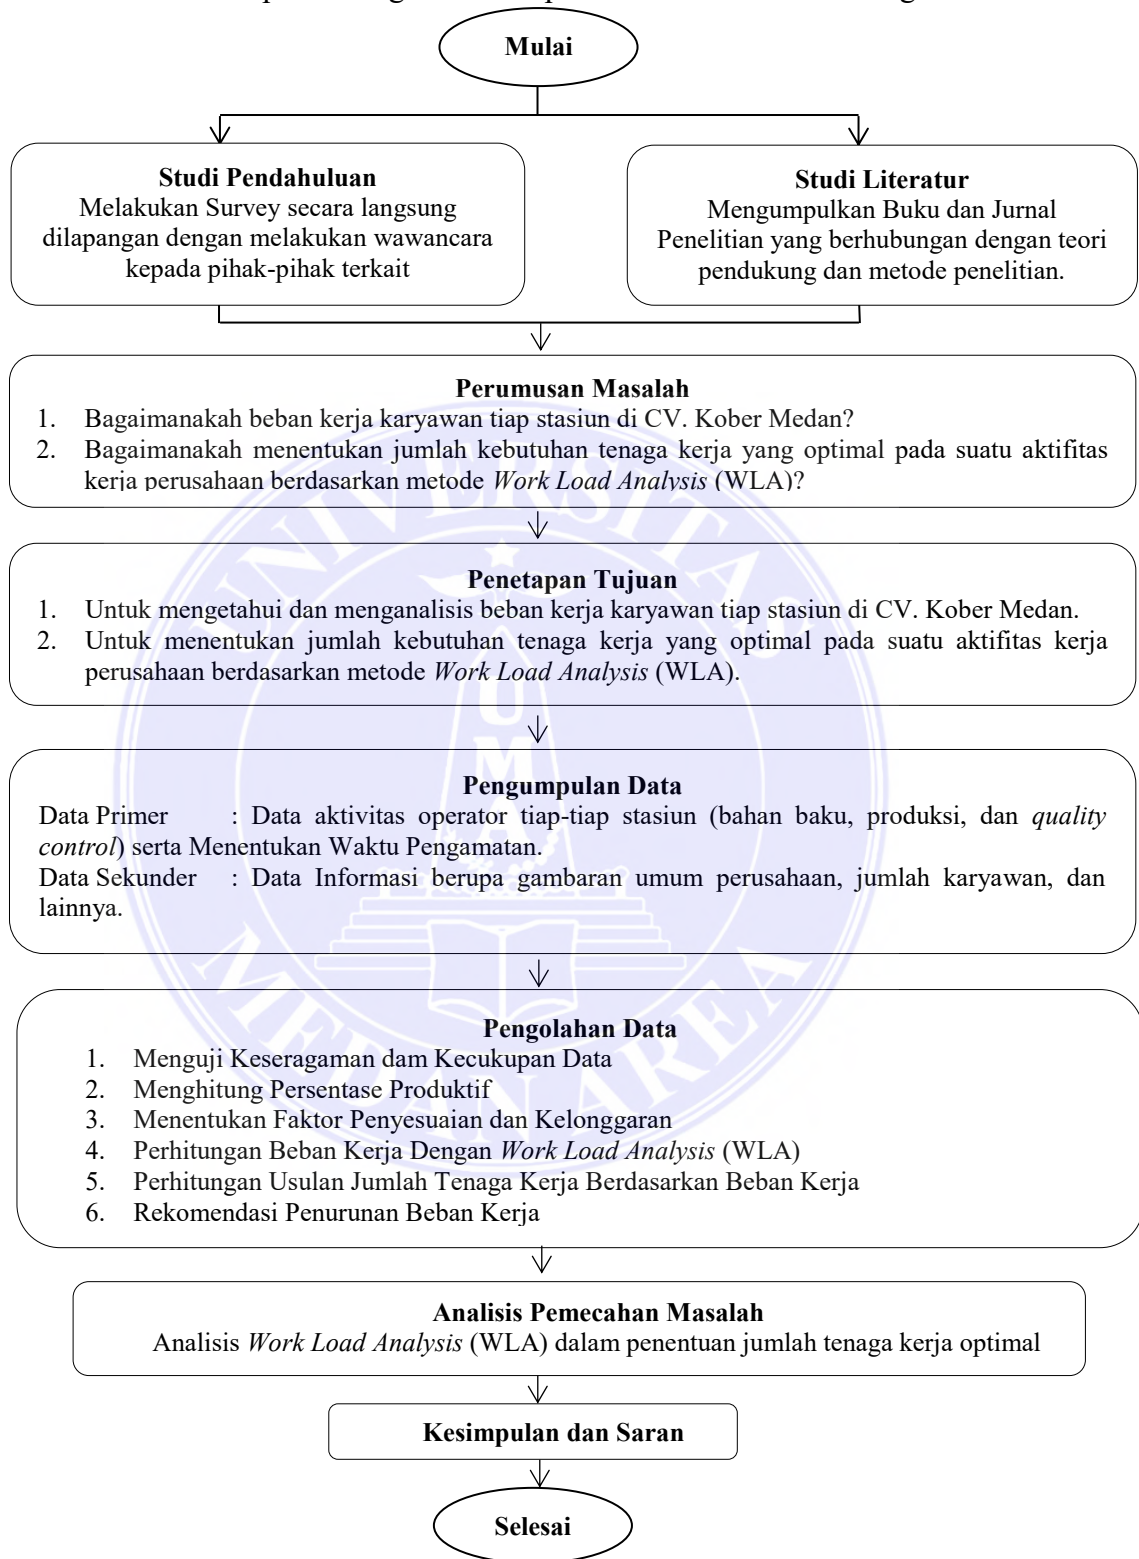 Mulai
Studi Pendahuluan
Melakukan Survey secara langsung
dilapangan dengan melakukan wawancara
kepada pihak-pihak terkait
Studi Literatur
Mengumpulkan Buku dan Jurnal
Penelitian yang berhubungan dengan teori
pendukung dan metode penelitian.
Perumusan Masalah
1. Bagaimanakah beban kerja karyawan tiap stasiun di CV. Kober Medan?
2. Bagaimanakah menentukan jumlah kebutuhan tenaga kerja yang optimal pada suatu aktifitas
kerja perusahaan berdasarkan metode Work Load Analysis (WLA)?
Penetapan Tujuan
1. Untuk mengetahui dan menganalisis beban kerja karyawan tiap stasiun di CV. Kober Medan.
2. Untuk menentukan jumlah kebutuhan tenaga kerja yang optimal pada suatu aktifitas kerja
perusahaan berdasarkan metode Work Load Analysis (WLA).
Pengumpulan Data
Data Primer : Data aktivitas operator tiap-tiap stasiun (bahan baku, produksi, dan quality
control) serta Menentukan Waktu Pengamatan.
Data Sekunder : Data Informasi berupa gambaran umum perusahaan, jumlah karyawan, dan
lainnya.
Pengolahan Data
1. Menguji Keseragaman dam Kecukupan Data
2. Menghitung Persentase Produktif
3. Menentukan Faktor Penyesuaian dan Kelonggaran
4. Perhitungan Beban Kerja Dengan Work Load Analysis (WLA)
5. Perhitungan Usulan Jumlah Tenaga Kerja Berdasarkan Beban Kerja
6. Rekomendasi Penurunan Beban Kerja
Analisis Pemecahan Masalah
Analisis Work Load Analysis (WLA) dalam penentuan jumlah tenaga kerja optimal
Kesimpulan dan Saran
Selesai
UNIVERSITAS
UMA
MEDAN AREA